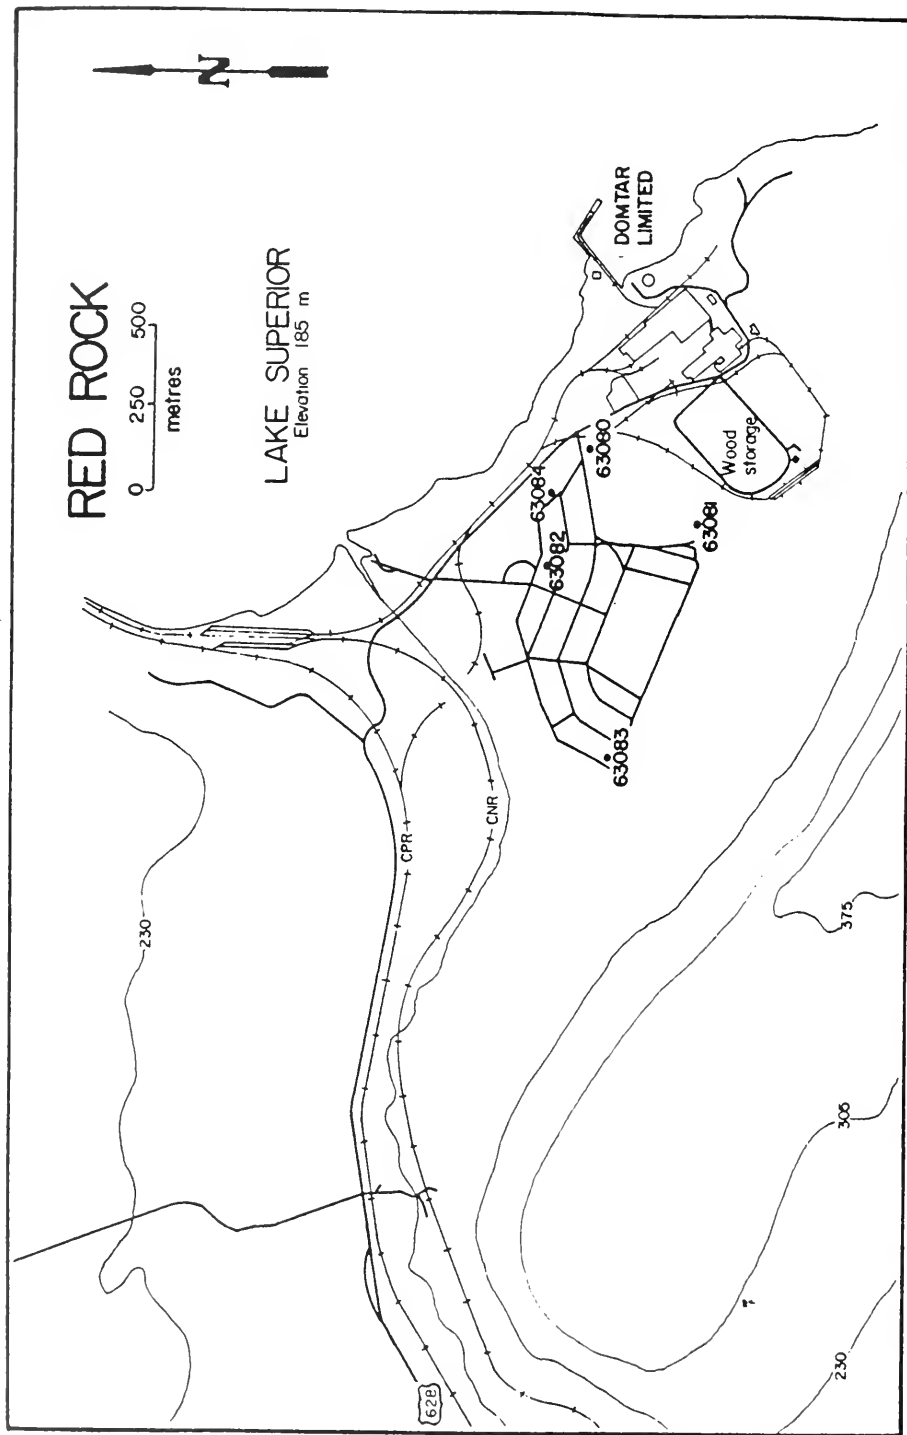 RED ROCK
0 250 500
metres
LAKE SUPERIOR
Elevation 185 m
N
DOMTAR
LIMITED
63084
63080
63082
63081
63083
Wood
storage
CPR
CNR
230
375
305
230
628